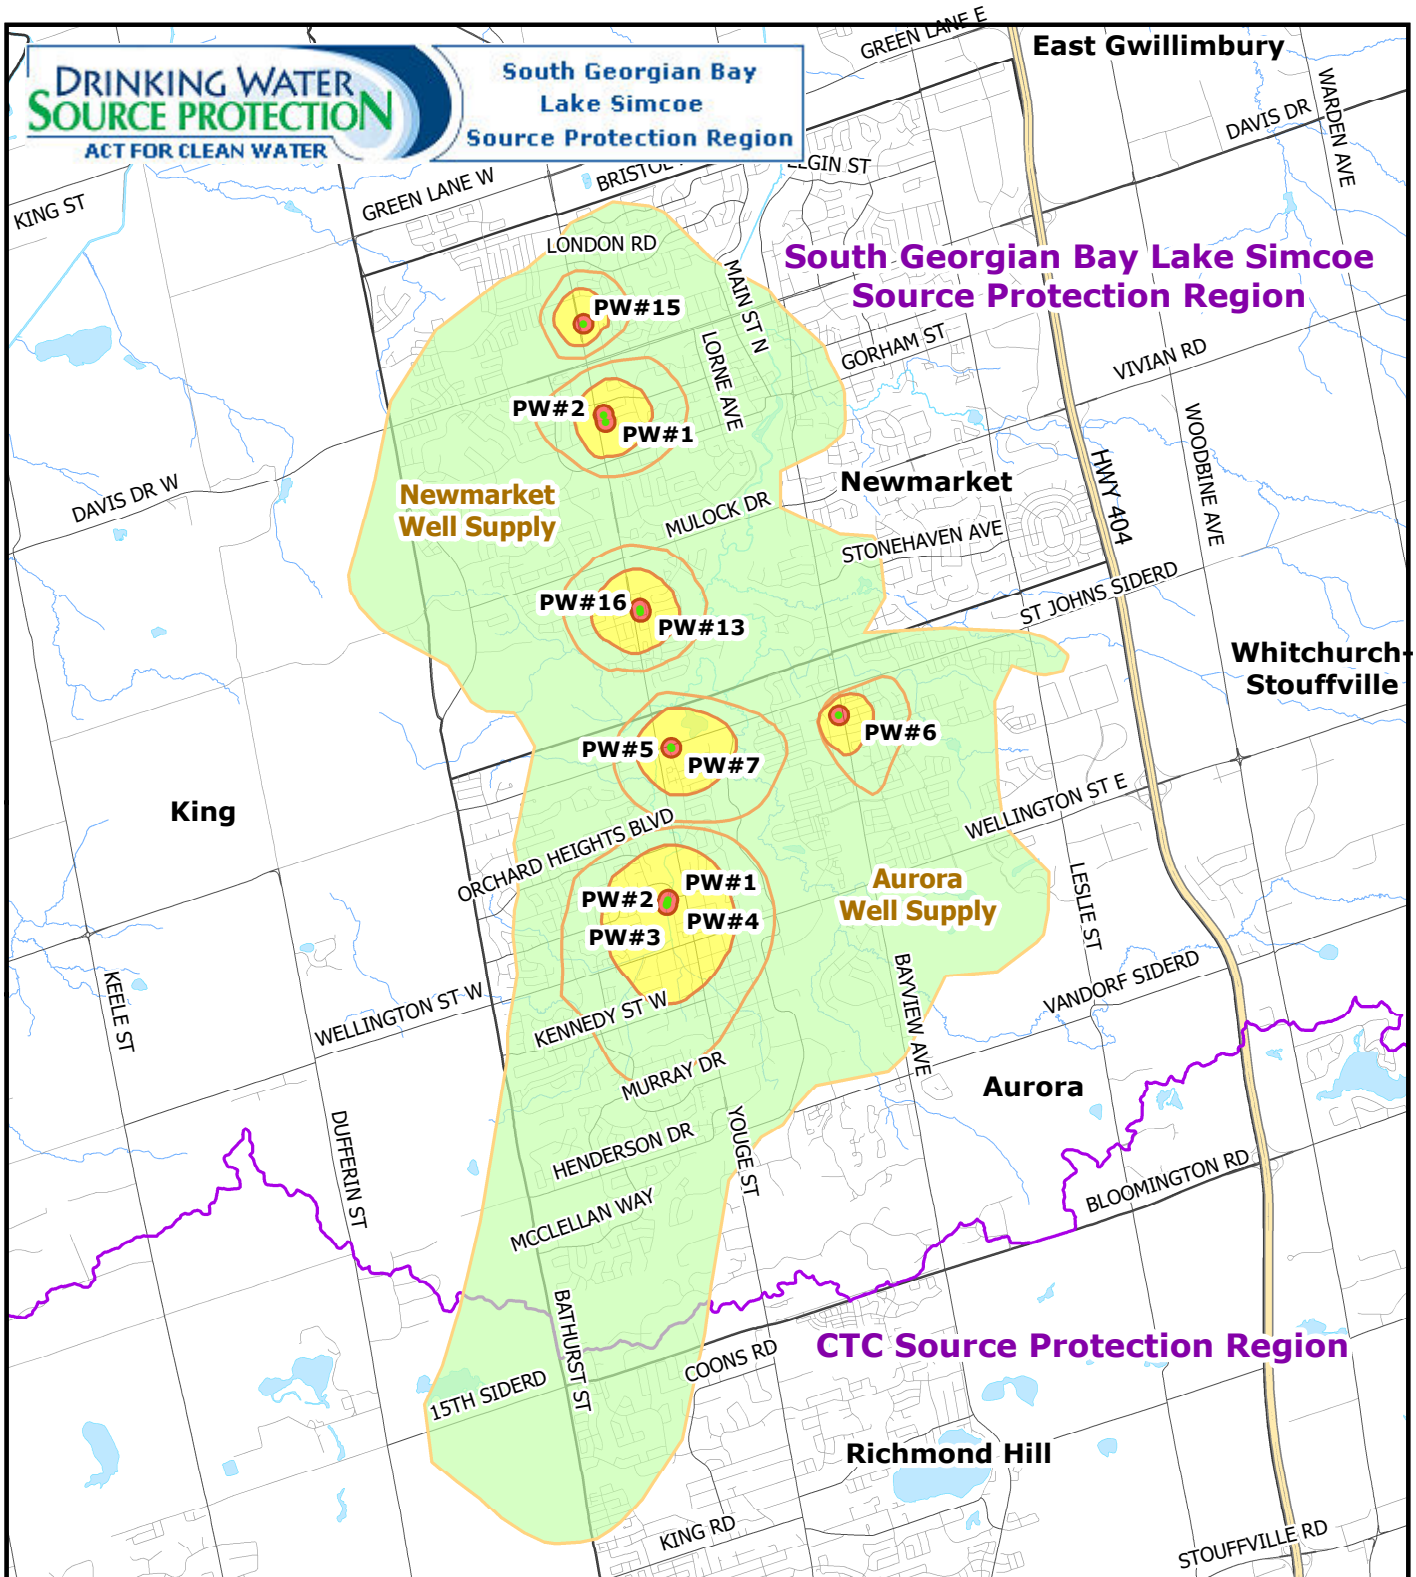 GREEN LANE E
East Gwillimbury
DRINKING WATER
SOURCE PROTECTION
ACT FOR CLEAN WATER
South Georgian Bay
Lake Simcoe
Source Protection Region
WARDEN AVE
DAVIS DR
ELGIN ST
BRISTOL
GREEN LANE W
KING ST
LONDON RD
South Georgian Bay Lake Simcoe
Source Protection Region
MAIN ST N
PW#15
LORNE AVE
GORHAM ST
VIVIAN RD
PW#2
PW#1
WOODBINE AVE
HWY 404
DAVIS DR W
Newmarket
Well Supply
Newmarket
MULOCK DR
STONEHAVEN AVE
ST JOHNS SIDERD
PW#16
PW#13
Whitchurch-
Stouffville
PW#5
PW#7
PW#6
King
ORCHARD HEIGHTS BLVD
WELLINGTON ST E
PW#1
PW#2
PW#4
PW#3
Aurora
Well Supply
LESLIE ST
KEELE ST
WELLINGTON ST W
KENNEDY ST W
BAYVIEW AVE
VANDORF SIDERD
MURRAY DR
Aurora
DUFFERIN ST
HENDERSON DR
YOUGE ST
BLOOMINGTON RD
MCCLELLAN WAY
BATHURST ST
CTC Source Protection Region
15TH SIDERD
COONS RD
Richmond Hill
KING RD
STOUFFVILLE RD